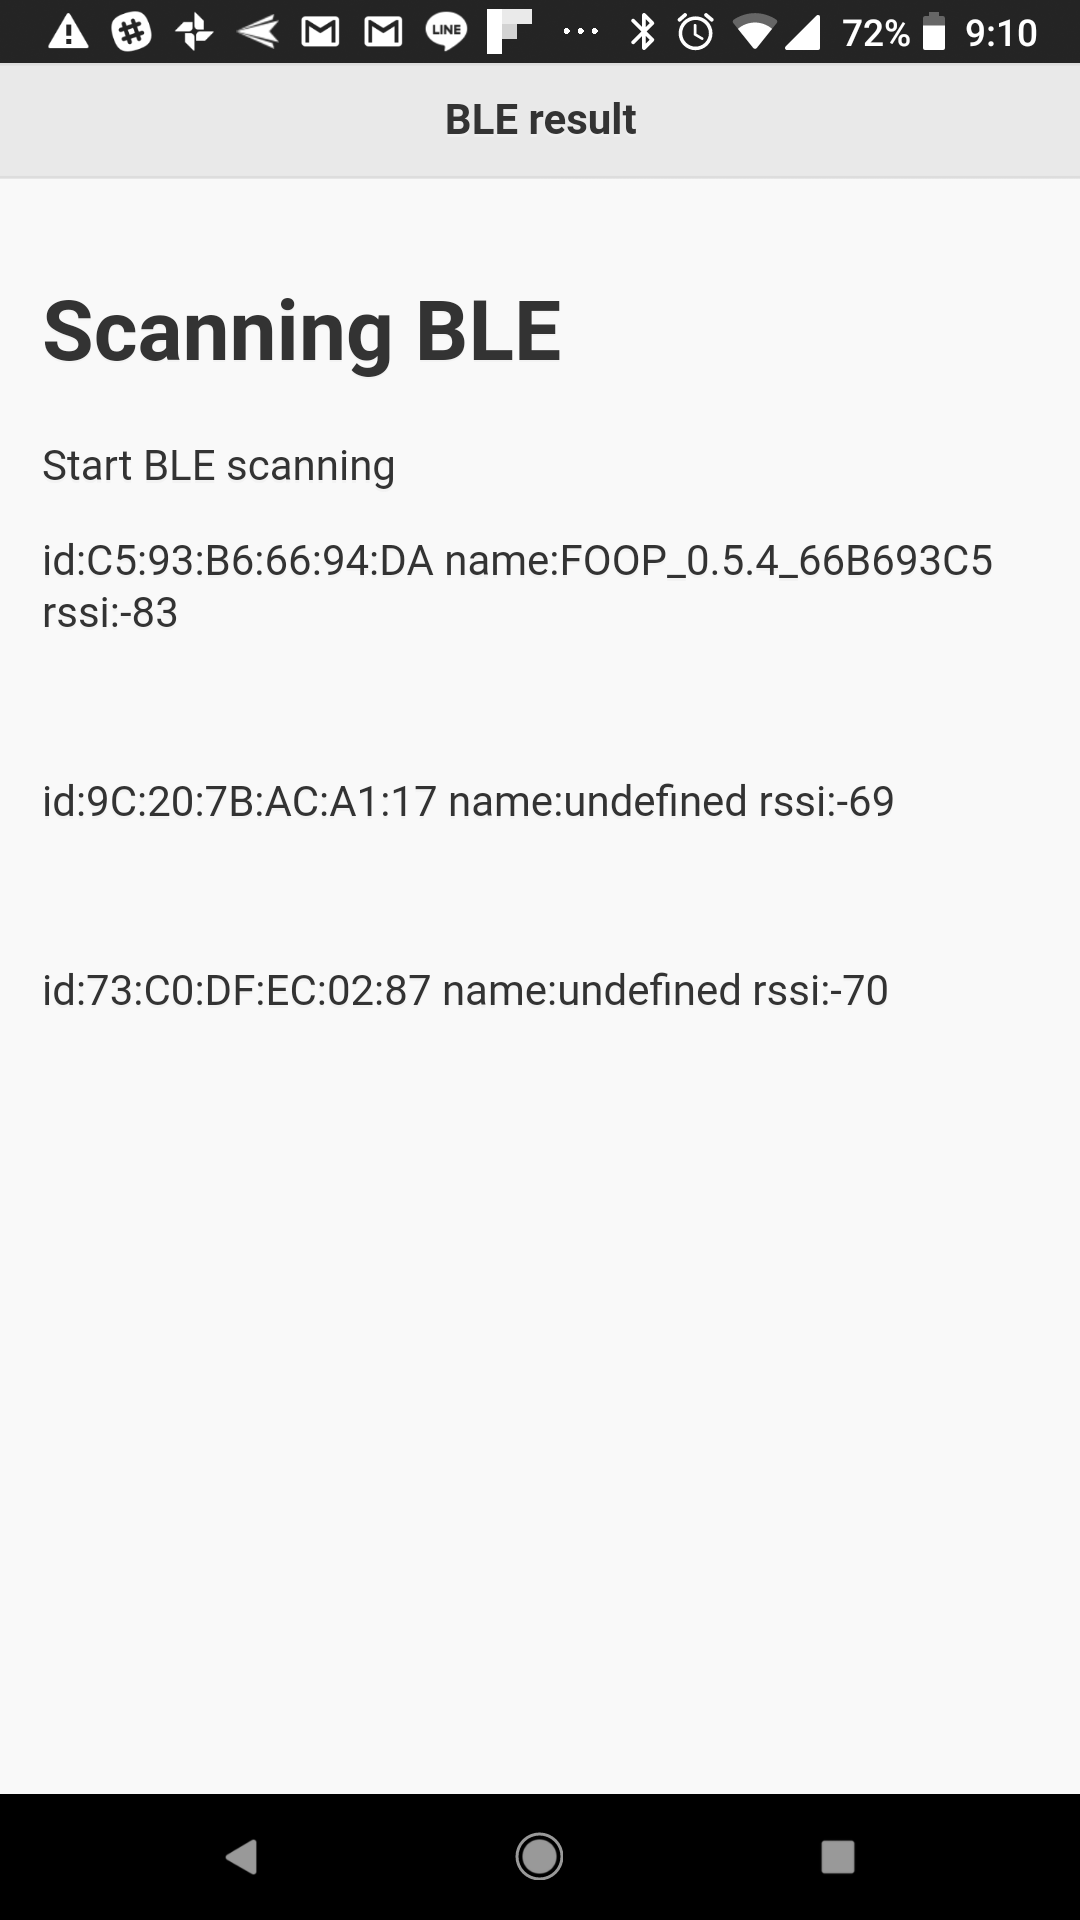 LINE
72% 9:10
BLE result
Scanning BLE
Start BLE scanning
id:C5:93:B6:66:94:DA name:FOOP_0.5.4_66B693C5
rssi:-83
id:9C:20:7B:AC:A1:17 name:undefined rssi:-69
id:73:C0:DF:EC:02:87 name:undefined rssi:-70